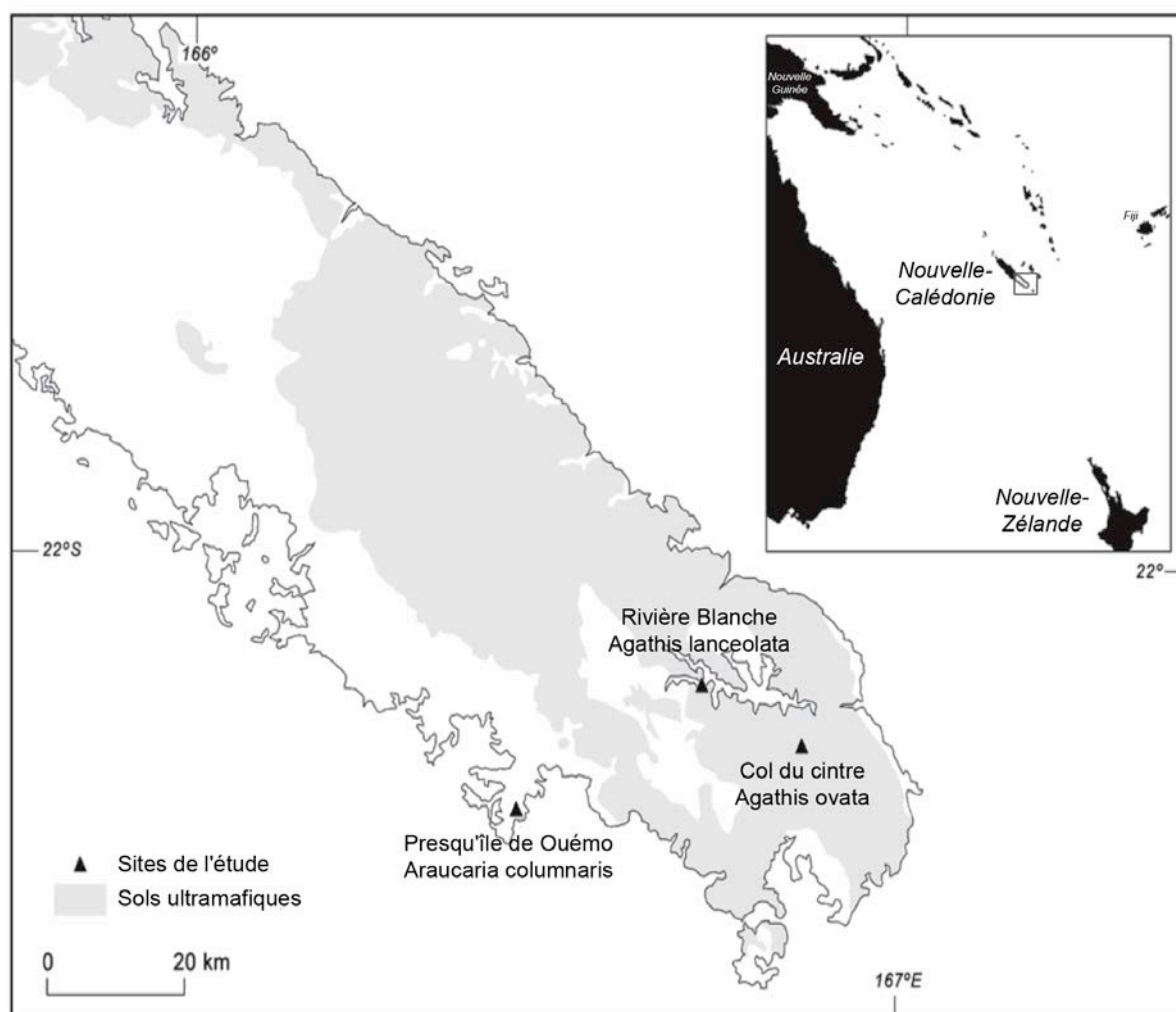 166°
Nouvelle
Guinée
Fiji
Nouvelle-
Calédonie
Australie
Nouvelle-
Zélande
22°S
22°
Rivière Blanche
Agathis lanceolata
Col du cintre
Agathis ovata
Presqu'île de Ouémo
Araucaria columnaris
Sites de l'étude
Sols ultramafiques
0 20 km
167°E